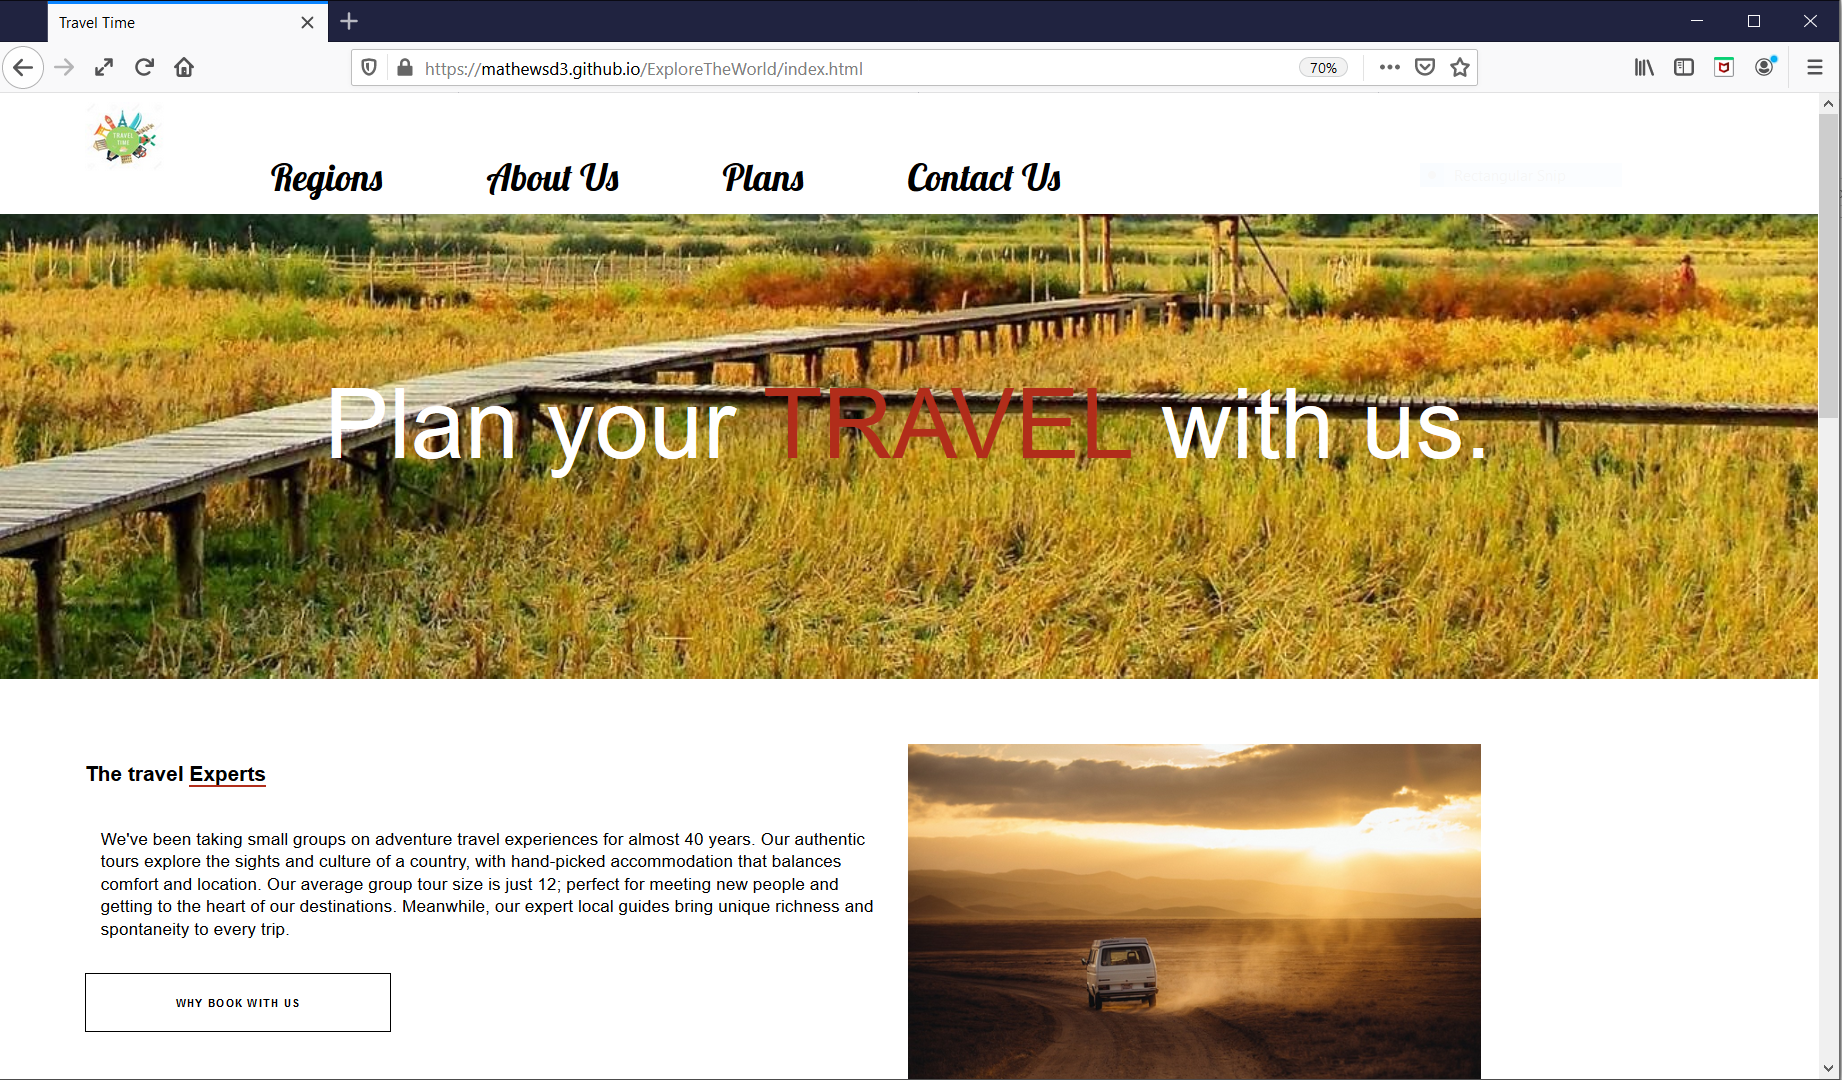 Travel Time
https://mathewsd3.github.io/ExploreTheWorld/index.html
70%
TRAVEL
TIME
Regions About Us Plans Contact Us
Rectangular Snip
Plan your TRAVEL with us.
The travel Experts
We've been taking small groups on adventure travel experiences for almost 40 years. Our authentic
tours explore the sights and culture of a country, with hand-picked accommodation that balances
comfort and location. Our average group tour size is just 12; perfect for meeting new people and
getting to the heart of our destinations. Meanwhile, our expert local guides bring unique richness and
spontaneity to every trip.
WHY BOOK WITH US